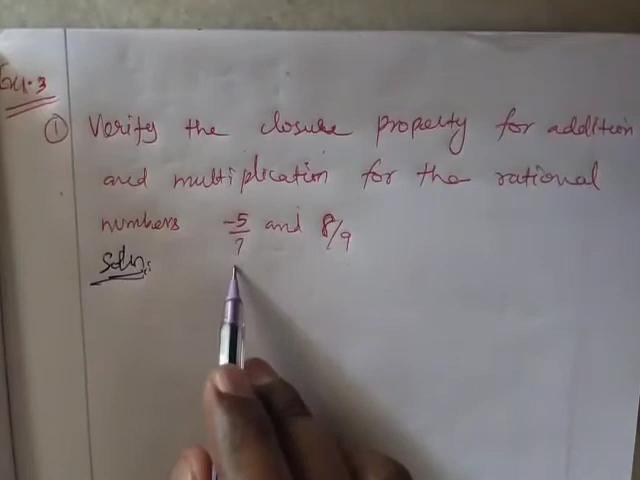 Ex1.3
① Verify the closure property for addition
and multiplication for the rational
numbers -5/7 and 8/9
Soln: